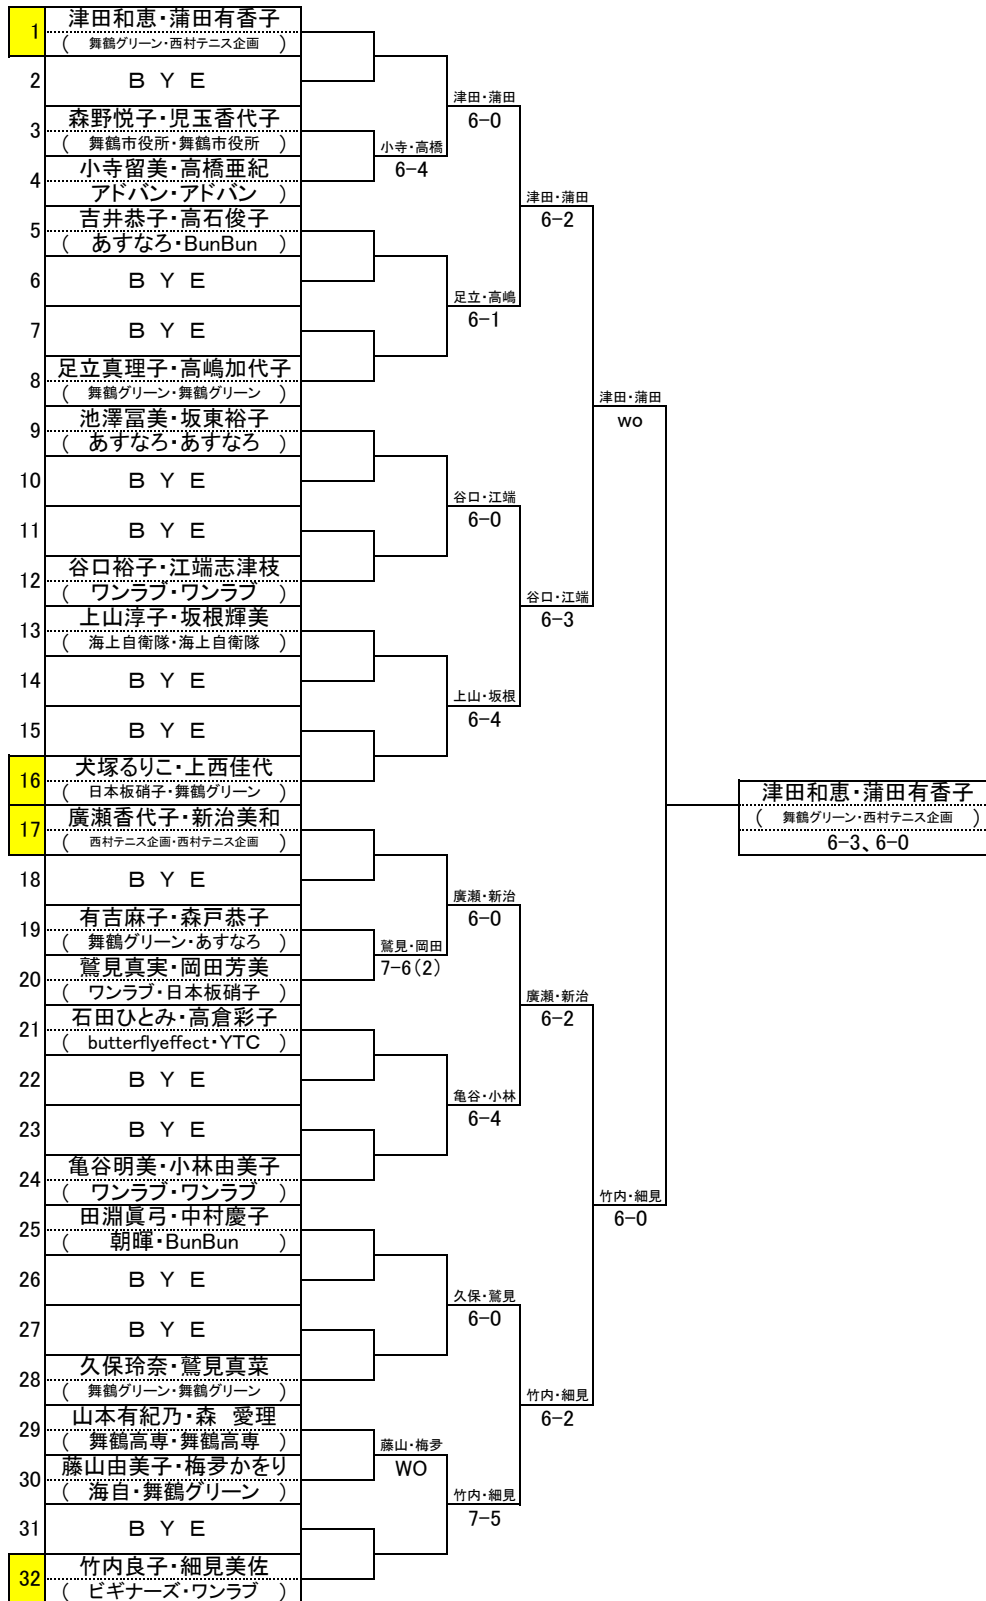 1 津田和恵・蒲田有香子
( 舞鶴グリーン・西村テニス企画 )
2 B Y E
3 森野悦子・児玉香代子
( 舞鶴市役所・舞鶴市役所 )
4 小寺留美・高橋亜紀
アドバン・アドバン )
5 吉井恭子・高石俊子
( あすなろ・BunBun )
6 B Y E
7 B Y E
8 足立真理子・高嶋加代子
( 舞鶴グリーン・舞鶴グリーン )
9 池澤冨美・坂東裕子
( あすなろ・あすなろ )
10 B Y E
11 B Y E
12 谷口裕子・江端志津枝
( ワンラブ・ワンラブ )
13 上山淳子・坂根輝美
( 海上自衛隊・海上自衛隊 )
14 B Y E
15 B Y E
16 犬塚るりこ・上西佳代
( 日本板硝子・舞鶴グリーン )
17 廣瀬香代子・新治美和
( 西村テニス企画・西村テニス企画 )
18 B Y E
19 有吉麻子・森戸恭子
( 舞鶴グリーン・あすなろ )
20 鷲見真実・岡田芳美
( ワンラブ・日本板硝子 )
21 石田ひとみ・高倉彩子
( butterflyeffect・YTC )
22 B Y E
23 B Y E
24 亀谷明美・小林由美子
( ワンラブ・ワンラブ )
25 田淵眞弓・中村慶子
( 朝暉・BunBun )
26 B Y E
27 B Y E
28 久保玲奈・鷲見真菜
( 舞鶴グリーン・舞鶴グリーン )
29 山本有紀乃・森 愛理
( 舞鶴高専・舞鶴高専 )
30 藤山由美子・梅夛かをり
( 海自・舞鶴グリーン )
31 B Y E
32 竹内良子・細見美佐
( ビギナーズ・ワンラブ )
小寺・高橋
6-4
鷲見・岡田
7-6(2)
藤山・梅夛
WO
津田・蒲田
6-0
足立・高嶋
6-1
谷口・江端
6-0
上山・坂根
6-4
廣瀬・新治
6-0
亀谷・小林
6-4
久保・鷲見
6-0
竹内・細見
7-5
津田・蒲田
6-2
谷口・江端
6-3
廣瀬・新治
6-2
竹内・細見
6-2
津田・蒲田
wo
竹内・細見
6-0
津田和恵・蒲田有香子
( 舞鶴グリーン・西村テニス企画 )
6-3、6-0